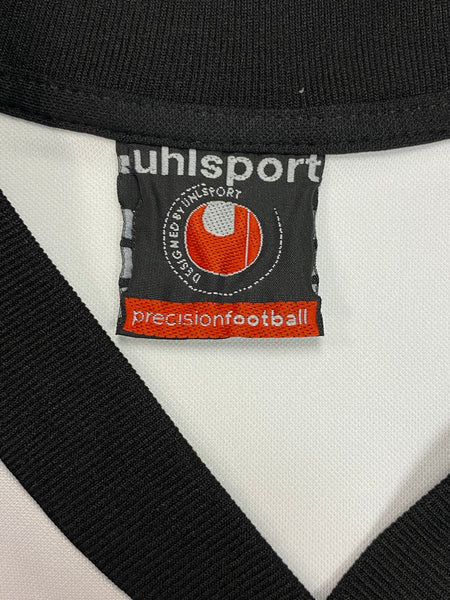 uhlsport
DESIGNED BY UHLSPORT
precisionfootball